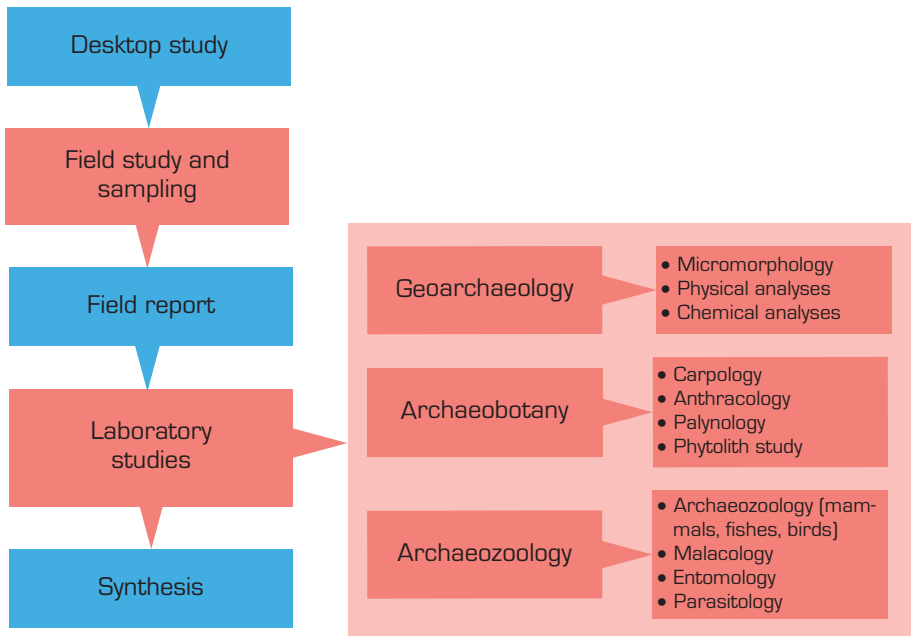 Desktop study
Field study and
sampling
Field report
Laboratory
studies
Synthesis
Geoarchaeology
• Micromorphology
• Physical analyses
• Chemical analyses
Archaeobotany
• Carpology
• Anthracology
• Palynology
• Phytolith study
Archaeozoology
• Archaeozoology (mam-
mals, fishes, birds)
• Malacology
• Entomology
• Parasitology